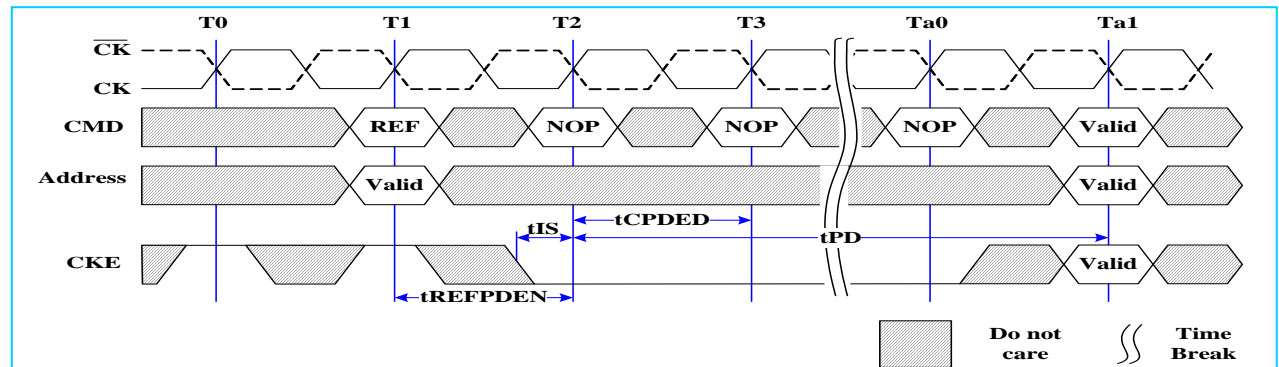 T0 T1 T2 T3 Ta0 Ta1
CK
CK
CMD REF NOP NOP NOP Valid
Address Valid Valid
tIS tCPDED tPD
CKE Valid
tREFPDEN
Do not care
Time Break